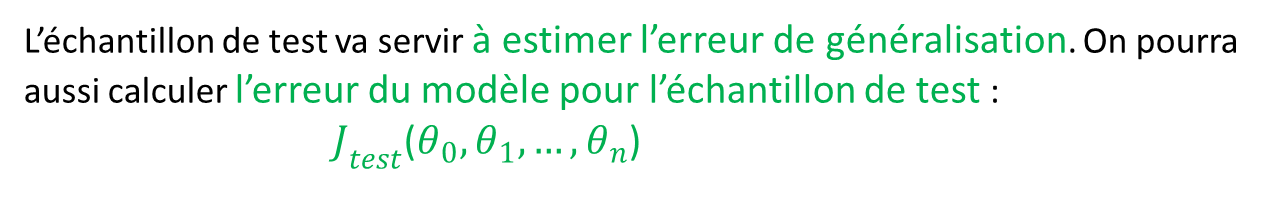 L’échantillon de test va servir à estimer l’erreur de généralisation. On pourra
aussi calculer l’erreur du modèle pour l’échantillon de test :
J_test(θ_0, θ_1, … , θ_n)